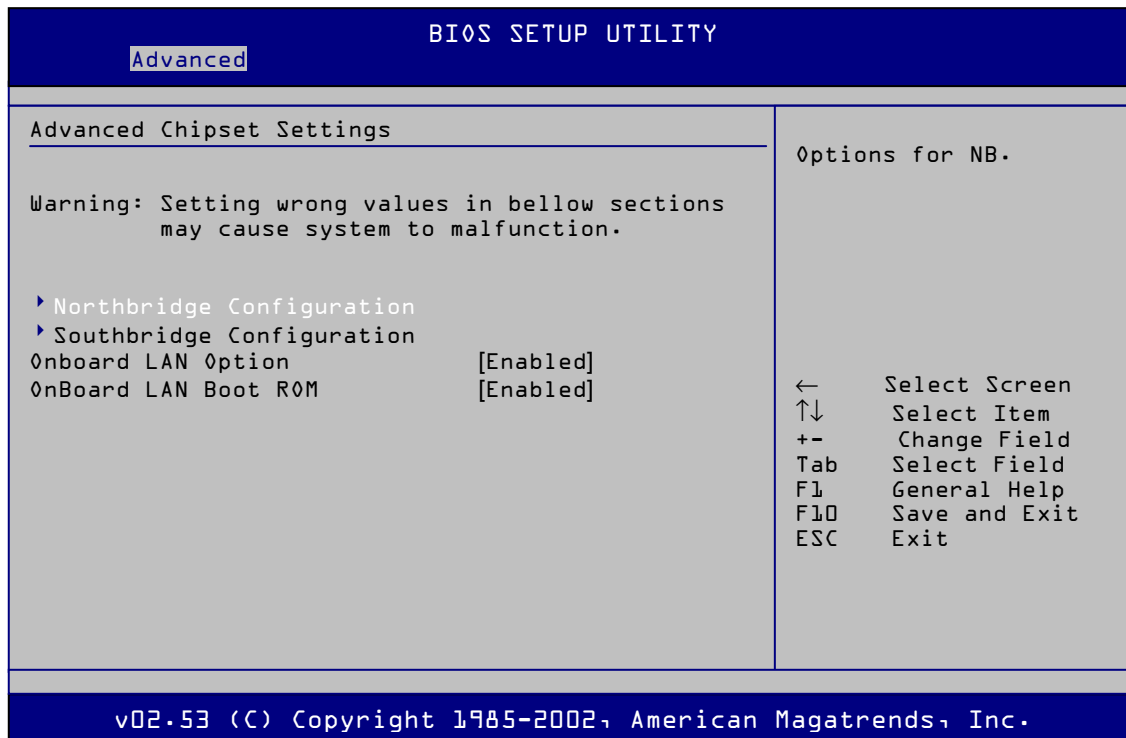 BIOS SETUP UTILITY
Advanced
Advanced Chipset Settings
Warning: Setting wrong values in bellow sections
may cause system to malfunction.
Northbridge Configuration
Southbridge Configuration
Onboard LAN Option [Enabled]
OnBoard LAN Boot ROM [Enabled]
Options for NB.
← Select Screen
↑↓ Select Item
+- Change Field
Tab Select Field
F1 General Help
F10 Save and Exit
ESC Exit
v02.53 (C) Copyright 1985-2002, American Magatrends, Inc.